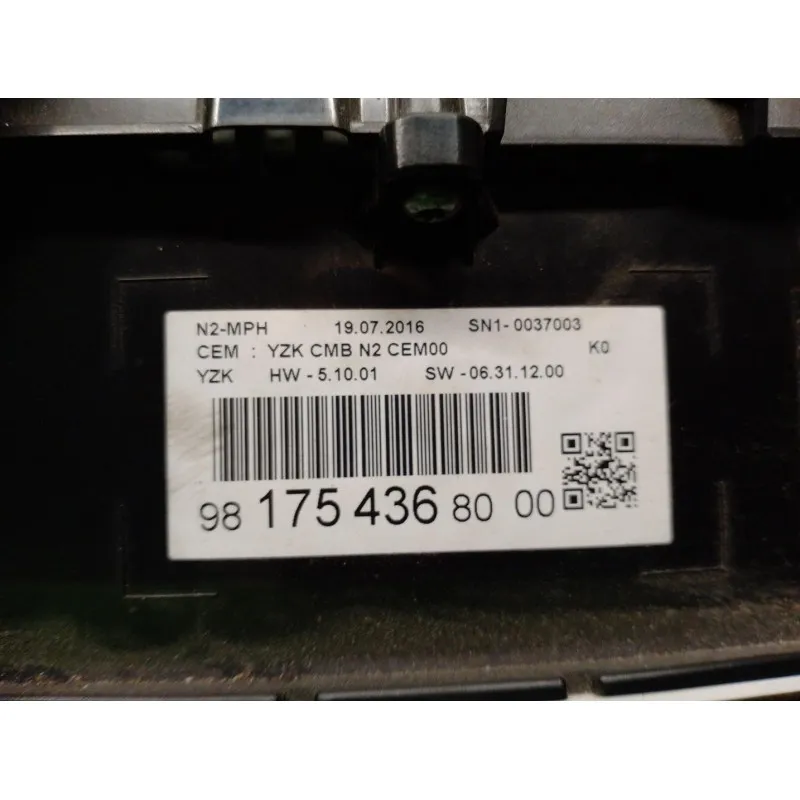 N2-MPH 19.07.2016 SN1-0037003
CEM : YZK CMB N2 CEM00 K0
YZK HW - 5.10.01 SW - 06.31.12.00
98 175 436 80 00